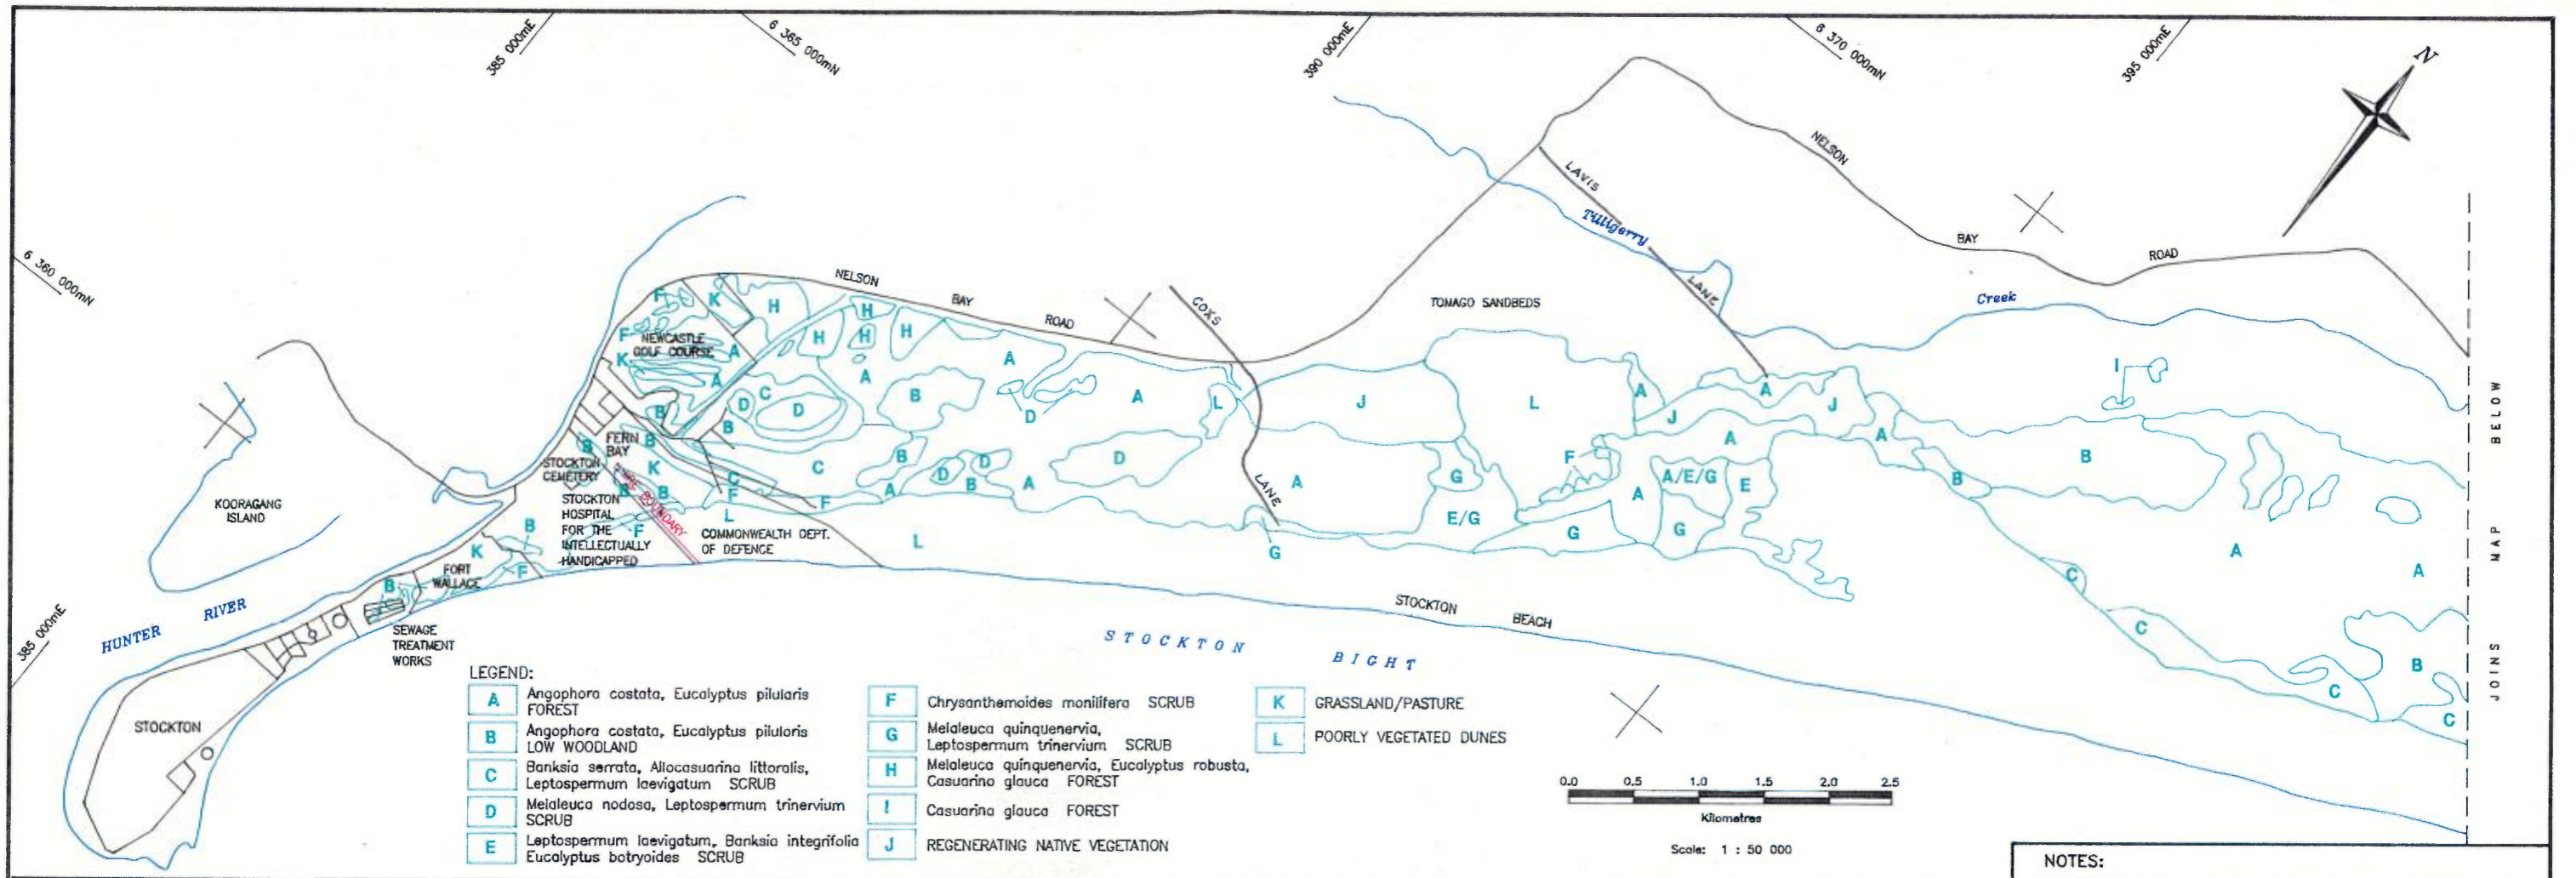 385 000mE
6 365 000mN
390 000mE
6 370 000mN
395 000mE
N
6 360 000mN
385 000mE
NELSON
BAY
ROAD
NELSON
BAY
ROAD
LAVIS
LANE
Tilligerry
Creek
COXS
LANE
TOMAGO SANDBEDS
NEWCASTLE
GOLF COURSE
FERN
BAY
STOCKTON
CEMETERY
STOCKTON
HOSPITAL
FOR THE
INTELLECTUALLY
HANDICAPPED
BOUNDARY
COMMONWEALTH DEPT.
OF DEFENCE
KOORAGANG
ISLAND
HUNTER RIVER
FORT
WALLACE
SEWAGE
TREATMENT
WORKS
STOCKTON
STOCKTON BEACH
STOCKTON BIGHT
F
K
H
H
H
H
H
F
K
A
A
A
A
A
B
C
D
D
D
A
L
B
B
B
B
K
B
B
C
C
F
F
F
L
L
B
A
D
D
B
A
D
J
A
G
E/G
G
L
F
G
A
J
A
J
A
A
A
A/E/G
E
G
B
B
I
A
A
C
C
C
B
C
B
K
F
B
JOINS MAP BELOW
LEGEND:
A Angophora costata, Eucalyptus pilularis
FOREST
B Angophora costata, Eucalyptus pilularis
LOW WOODLAND
C Banksia serrata, Allocasuarina littoralis,
Leptospermum laevigatum SCRUB
D Melaleuca nodosa, Leptospermum trinervium
SCRUB
E Leptospermum laevigatum, Banksia integrifolia
Eucalyptus botryoides SCRUB
F Chrysanthemoides monilifera SCRUB
G Melaleuca quinquenervia,
Leptospermum trinervium SCRUB
H Melaleuca quinquenervia, Eucalyptus robusta,
Casuarina glauca FOREST
I Casuarina glauca FOREST
J REGENERATING NATIVE VEGETATION
K GRASSLAND/PASTURE
L POORLY VEGETATED DUNES
0.0 0.5 1.0 1.5 2.0 2.5
Kilometres
Scale: 1 : 50 000
NOTES: